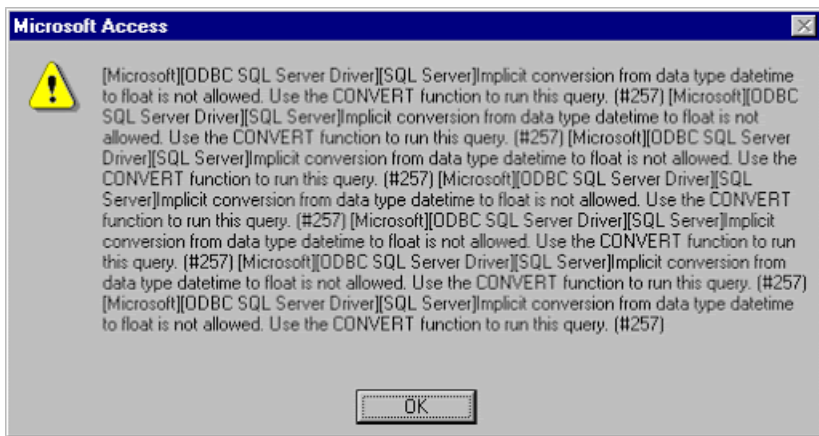 Microsoft Access
[Microsoft][ODBC SQL Server Driver][SQL Server]Implicit conversion from data type datetime
to float is not allowed. Use the CONVERT function to run this query. (#257) [Microsoft][ODBC
SQL Server Driver][SQL Server]Implicit conversion from data type datetime to float is not
allowed. Use the CONVERT function to run this query. (#257) [Microsoft][ODBC SQL Server
Driver][SQL Server]Implicit conversion from data type datetime to float is not allowed. Use the
CONVERT function to run this query. (#257) [Microsoft][ODBC SQL Server Driver][SQL
Server]Implicit conversion from data type datetime to float is not allowed. Use the CONVERT
function to run this query. (#257) [Microsoft][ODBC SQL Server Driver][SQL Server]Implicit
conversion from data type datetime to float is not allowed. Use the CONVERT function to run
this query. (#257) [Microsoft][ODBC SQL Server Driver][SQL Server]Implicit conversion from
data type datetime to float is not allowed. Use the CONVERT function to run this query. (#257)
[Microsoft][ODBC SQL Server Driver][SQL Server]Implicit conversion from data type datetime
to float is not allowed. Use the CONVERT function to run this query. (#257)
OK